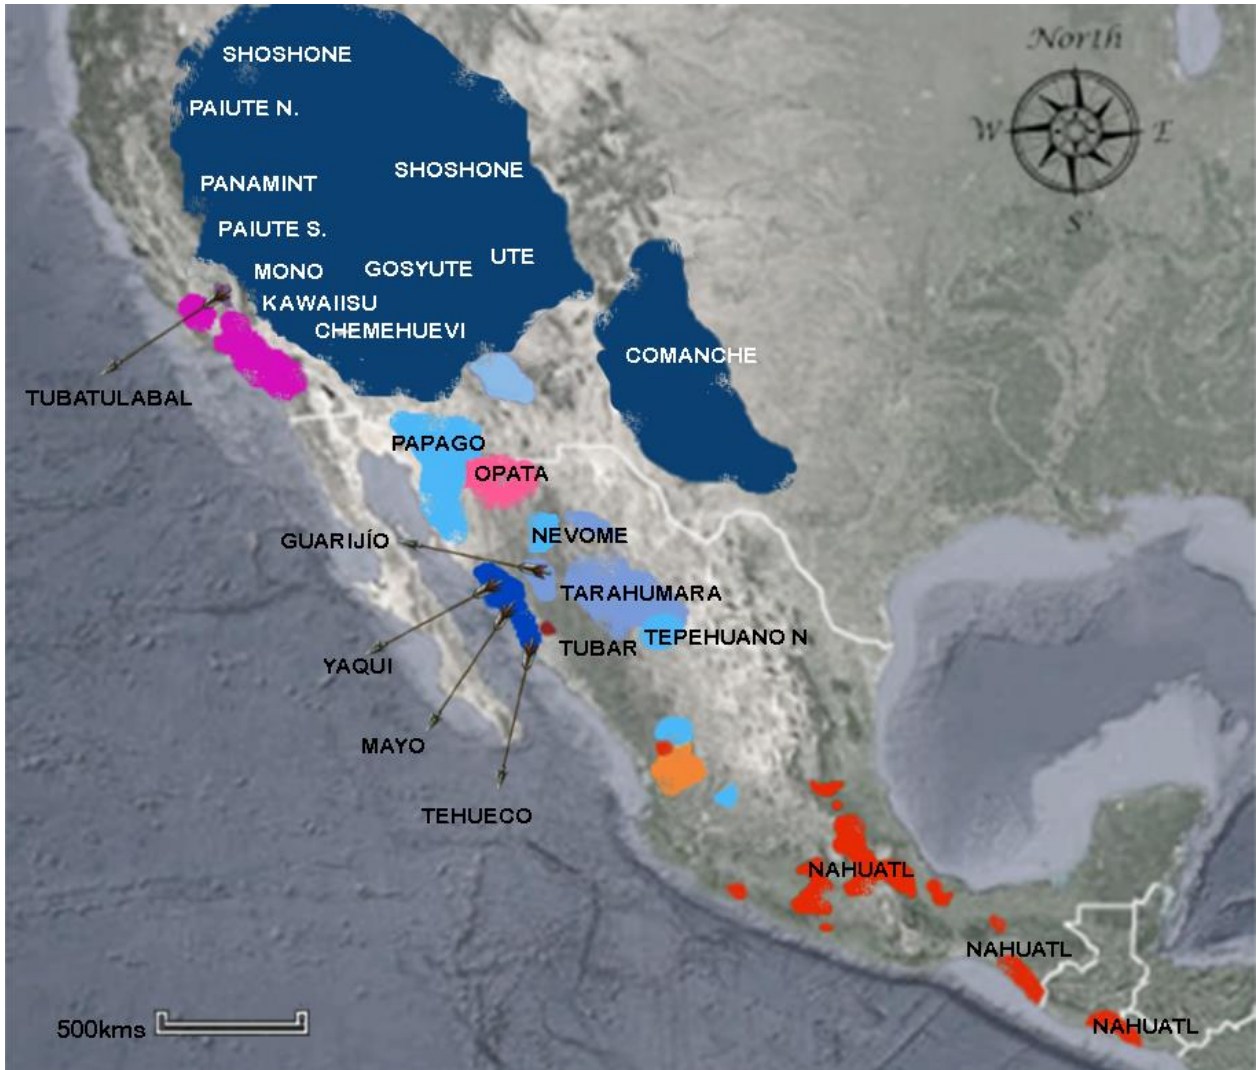 SHOSHONE
North
PAIUTE N.
W
E
SHOSHONE
PANAMINT
S
PAIUTE S.
UTE
MONO
GOSYUTE
KAWAIISU
CHEMEHUEVI
COMANCHE
TUBATULABAL
PAPAGO
OPATA
NEVOME
GUARIJÍO
TARAHUMARA
TEPEHUANO N
TUBAR
YAQUI
MAYO
TEHUECO
NAHUATL
NAHUATL
NAHUATL
500kms